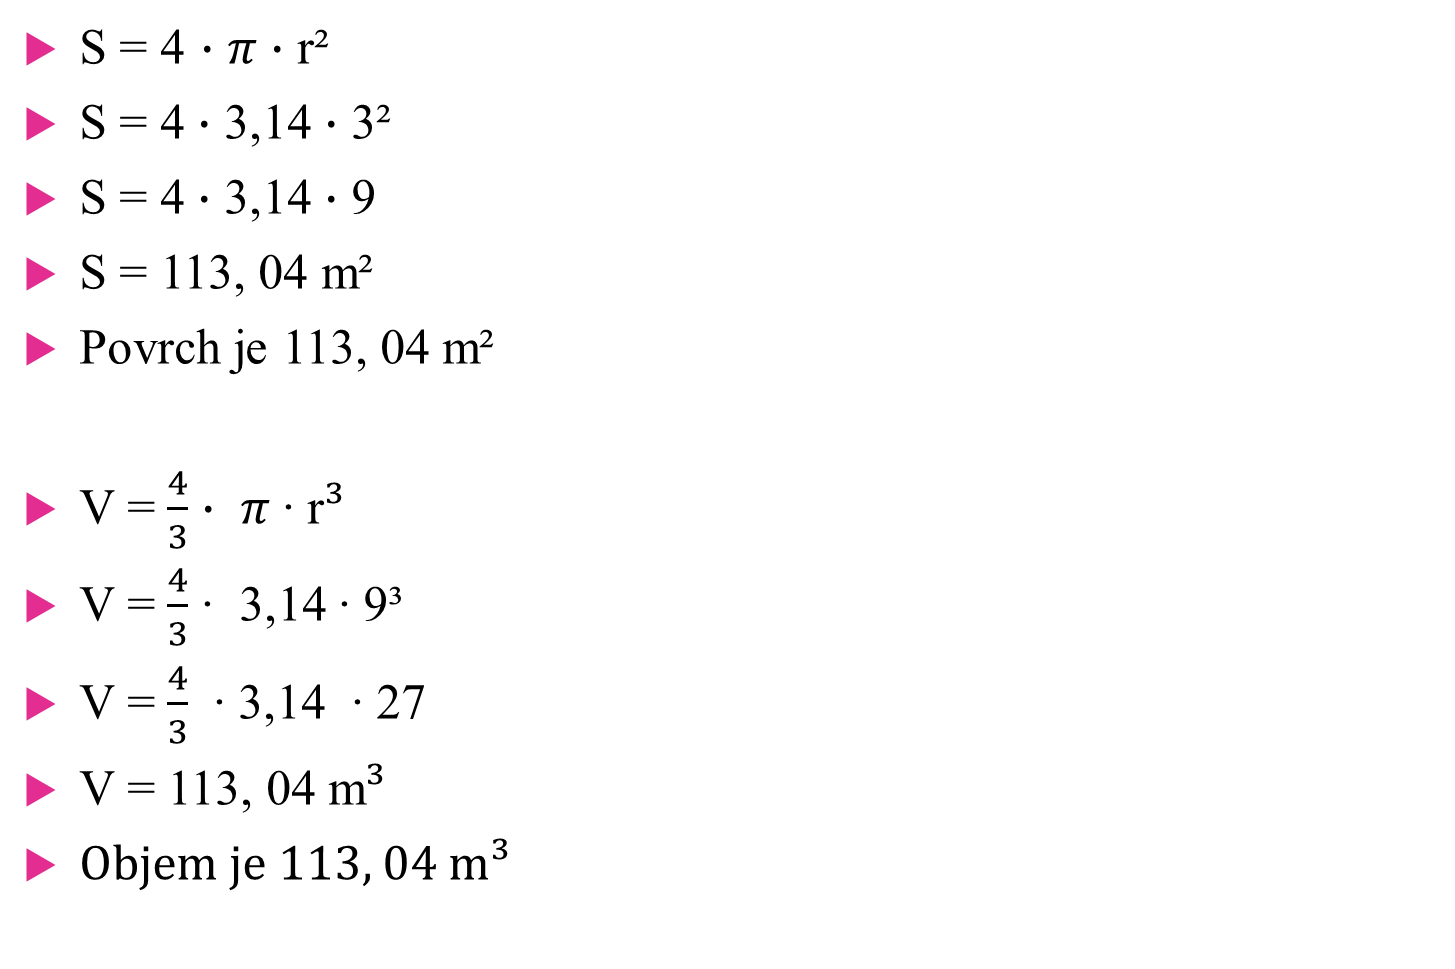 S = 4 · π · r²
S = 4 · 3,14 · 3²
S = 4 · 3,14 · 9
S = 113, 04 m²
Povrch je 113, 04 m²
V = 4/3 · π · r³
V = 4/3 · 3,14 · 9³
V = 4/3 · 3,14 · 27
V = 113, 04 m³
Objem je 113, 04 m³